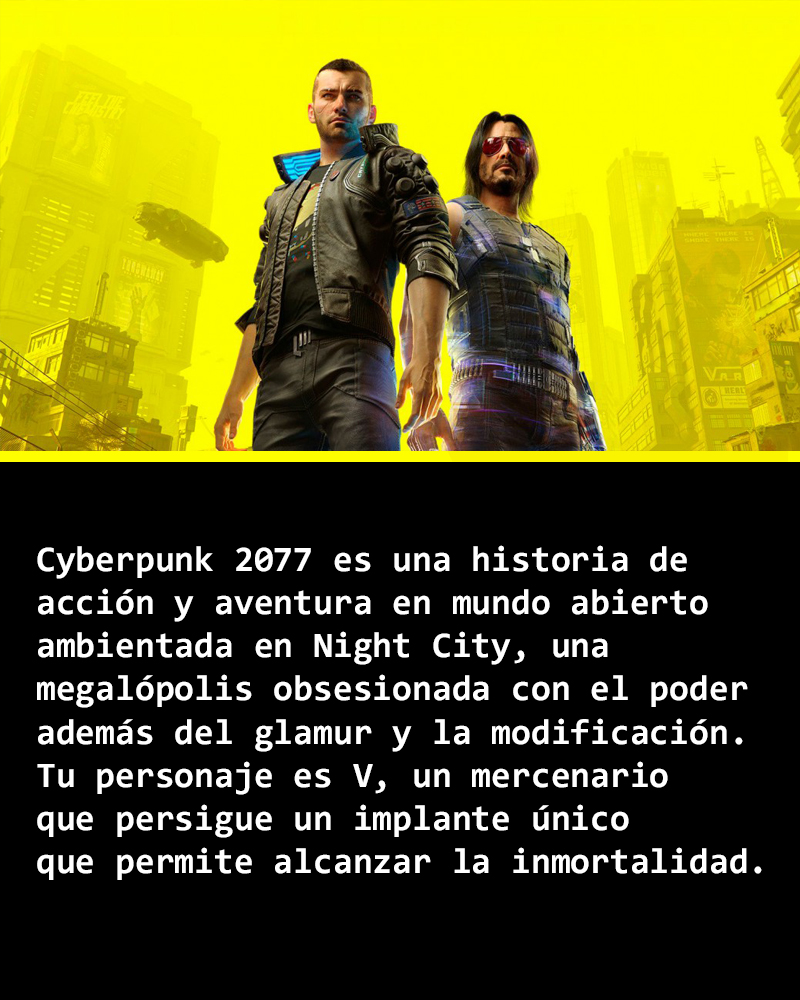 Cyberpunk 2077 es una historia de
acción y aventura en mundo abierto
ambientada en Night City, una
megalópolis obsesionada con el poder
además del glamur y la modificación.
Tu personaje es V, un mercenario
que persigue un implante único
que permite alcanzar la inmortalidad.